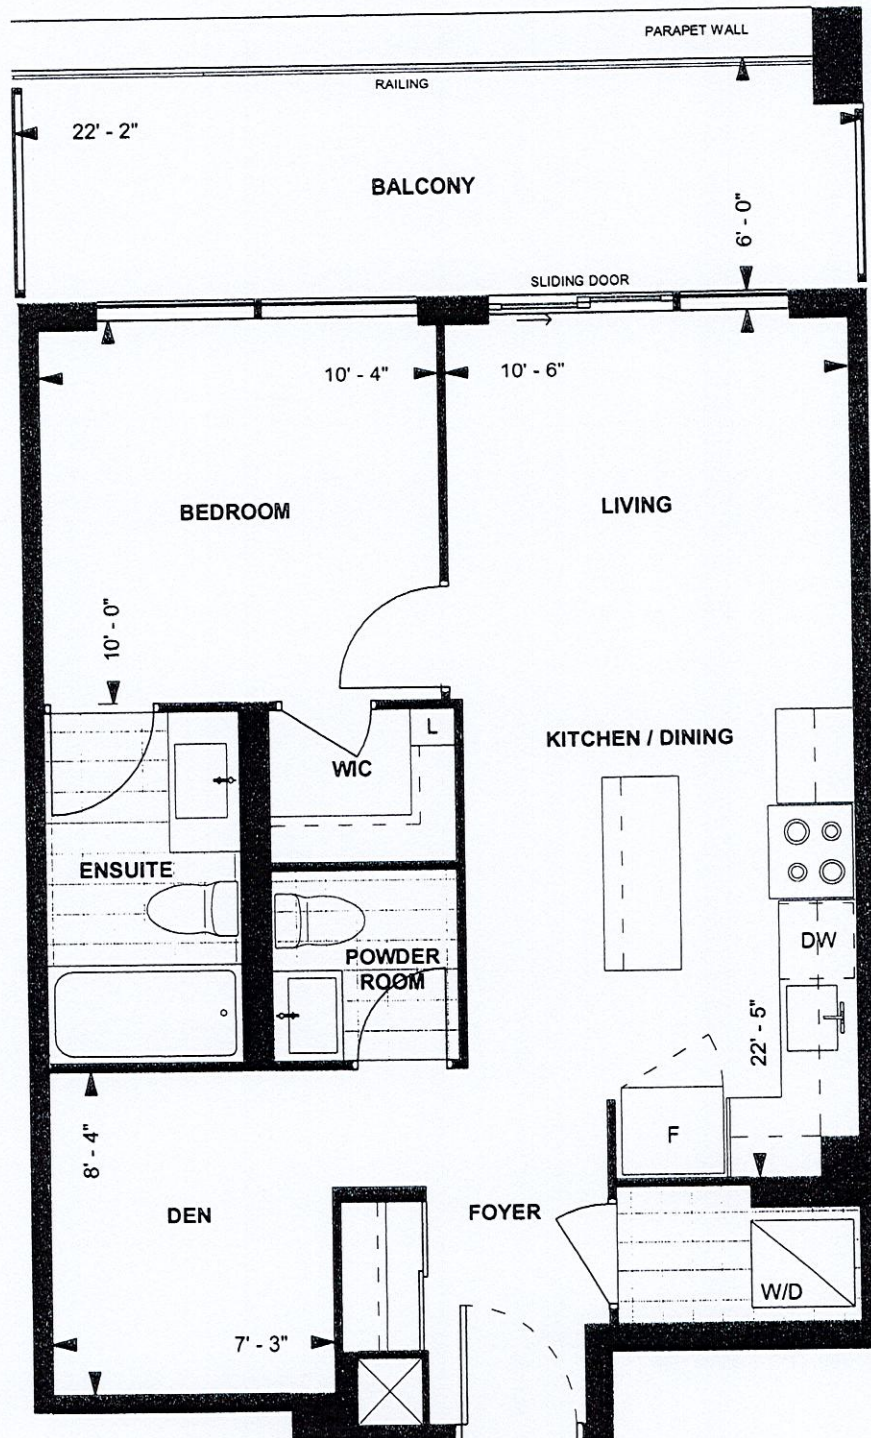 PARAPET WALL
RAILING
22' - 2"
BALCONY
6' - 0"
SLIDING DOOR
10' - 4"
10' - 6"
BEDROOM
LIVING
10' - 0"
KITCHEN / DINING
L
WIC
ENSUITE
DW
POWDER
ROOM
22' - 5"
F
8' - 4"
DEN
FOYER
W/D
7' - 3"